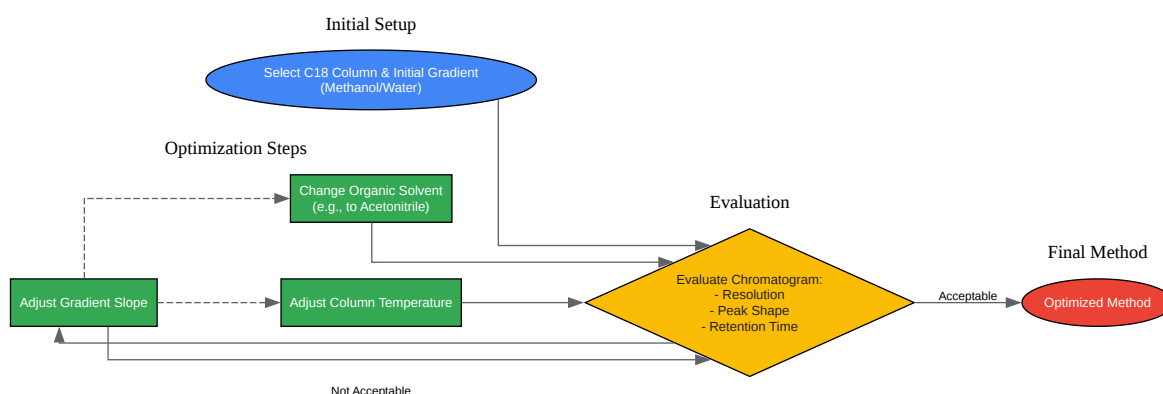 Initial Setup
Select C18 Column & Initial Gradient
(Methanol/Water)
Optimization Steps
Change Organic Solvent
(e.g., to Acetonitrile)
Evaluation
Evaluate Chromatogram:
- Resolution
- Peak Shape
- Retention Time
Final Method
Adjust Gradient Slope
Adjust Column Temperature
Acceptable
Optimized Method
Not Acceptable